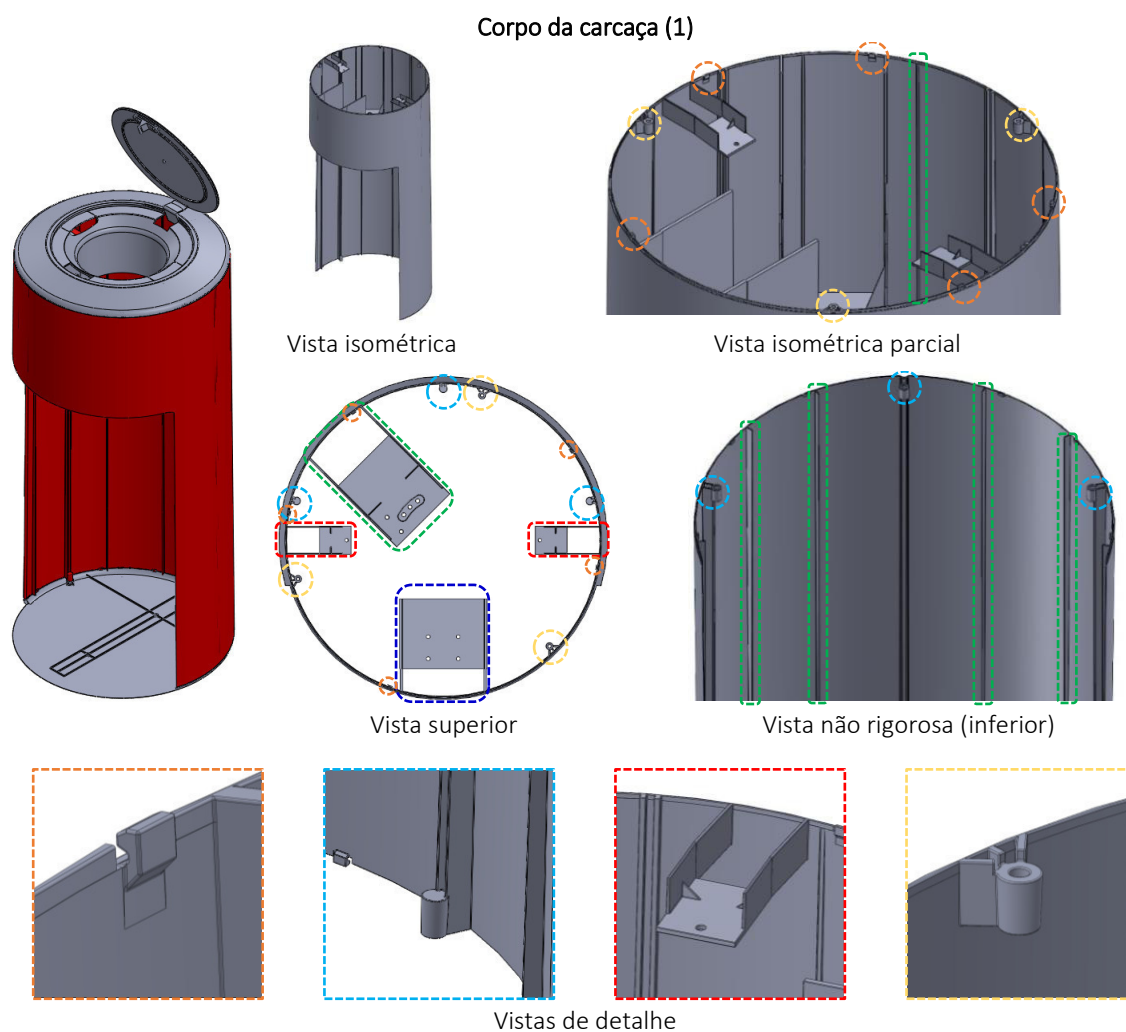 Corpo da carcaça (1)
Vista isométrica
Vista isométrica parcial
Vista superior
Vista não rigorosa (inferior)
Vistas de detalhe